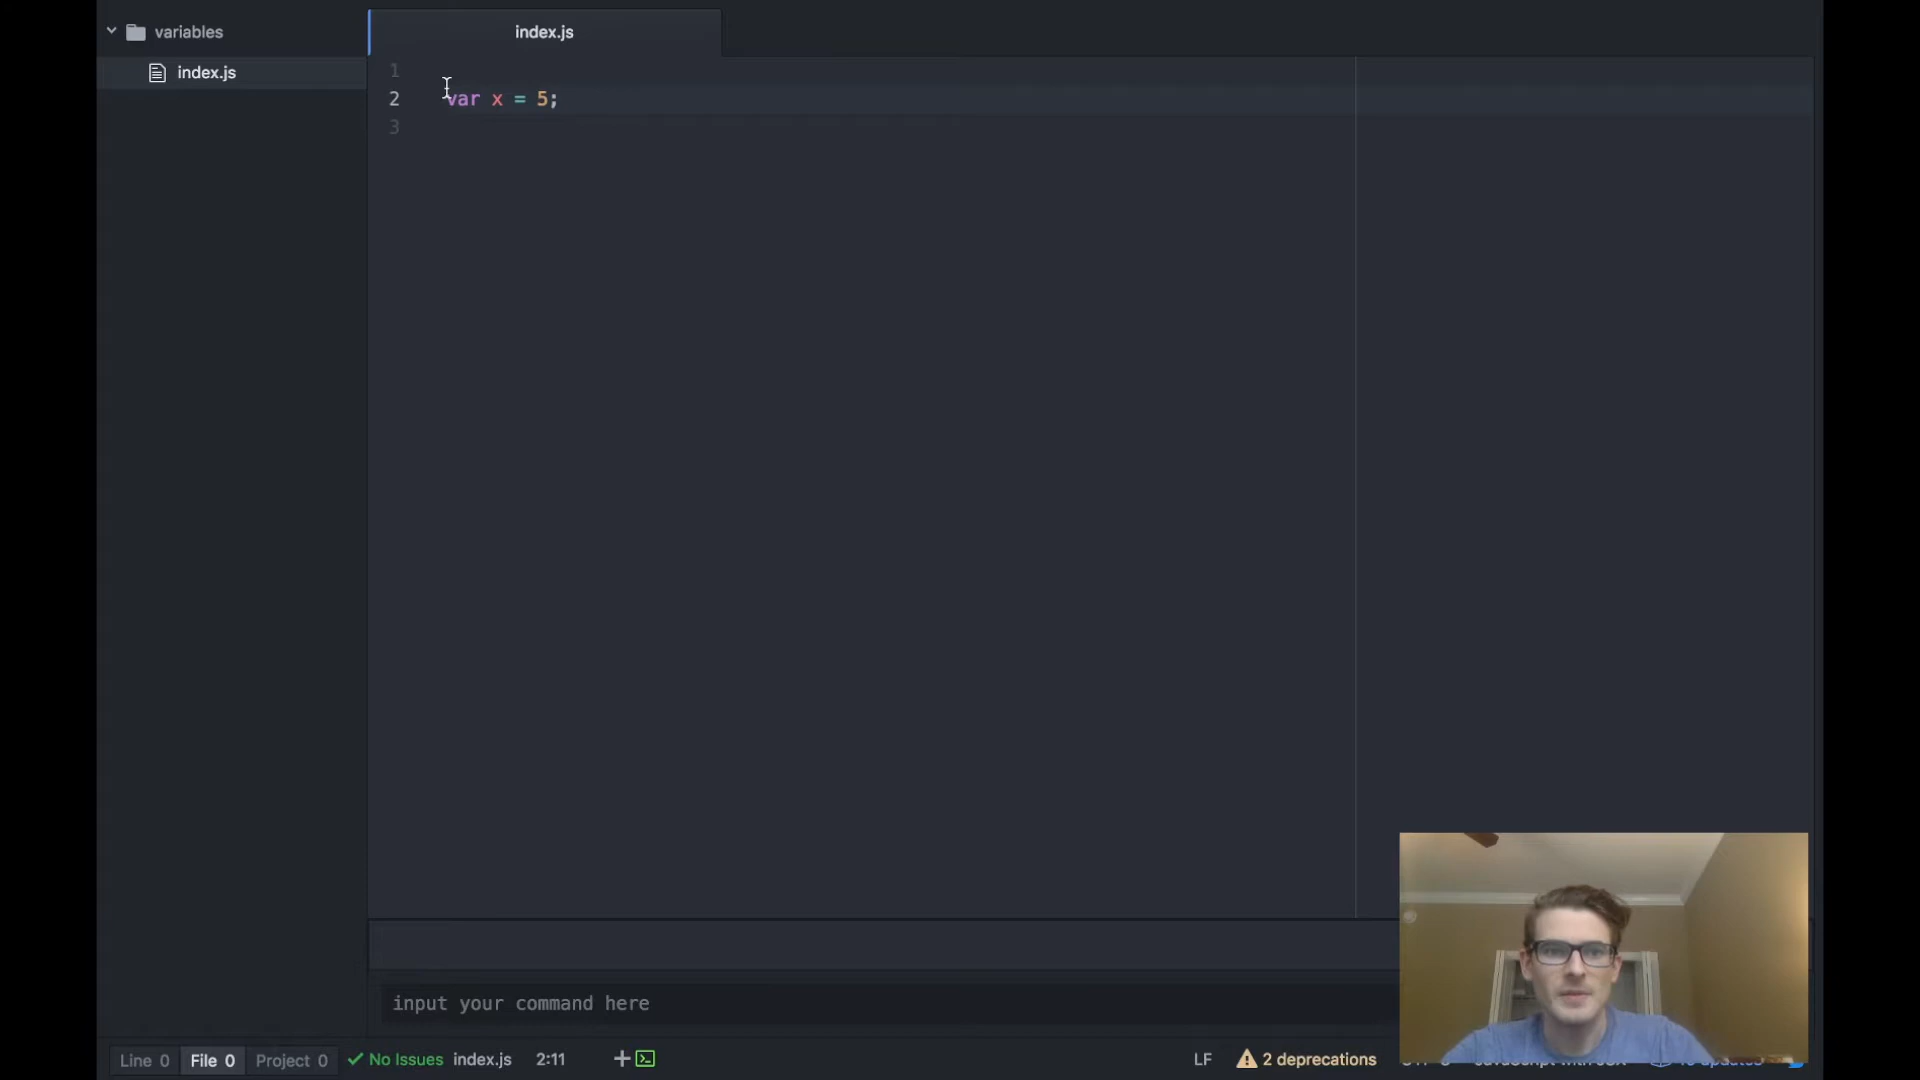 variables
index.js
index.js
1
2 var x = 5;
3
input your command here
Line 0 File 0 Project 0 No Issues index.js 2:11 LF 2 deprecations